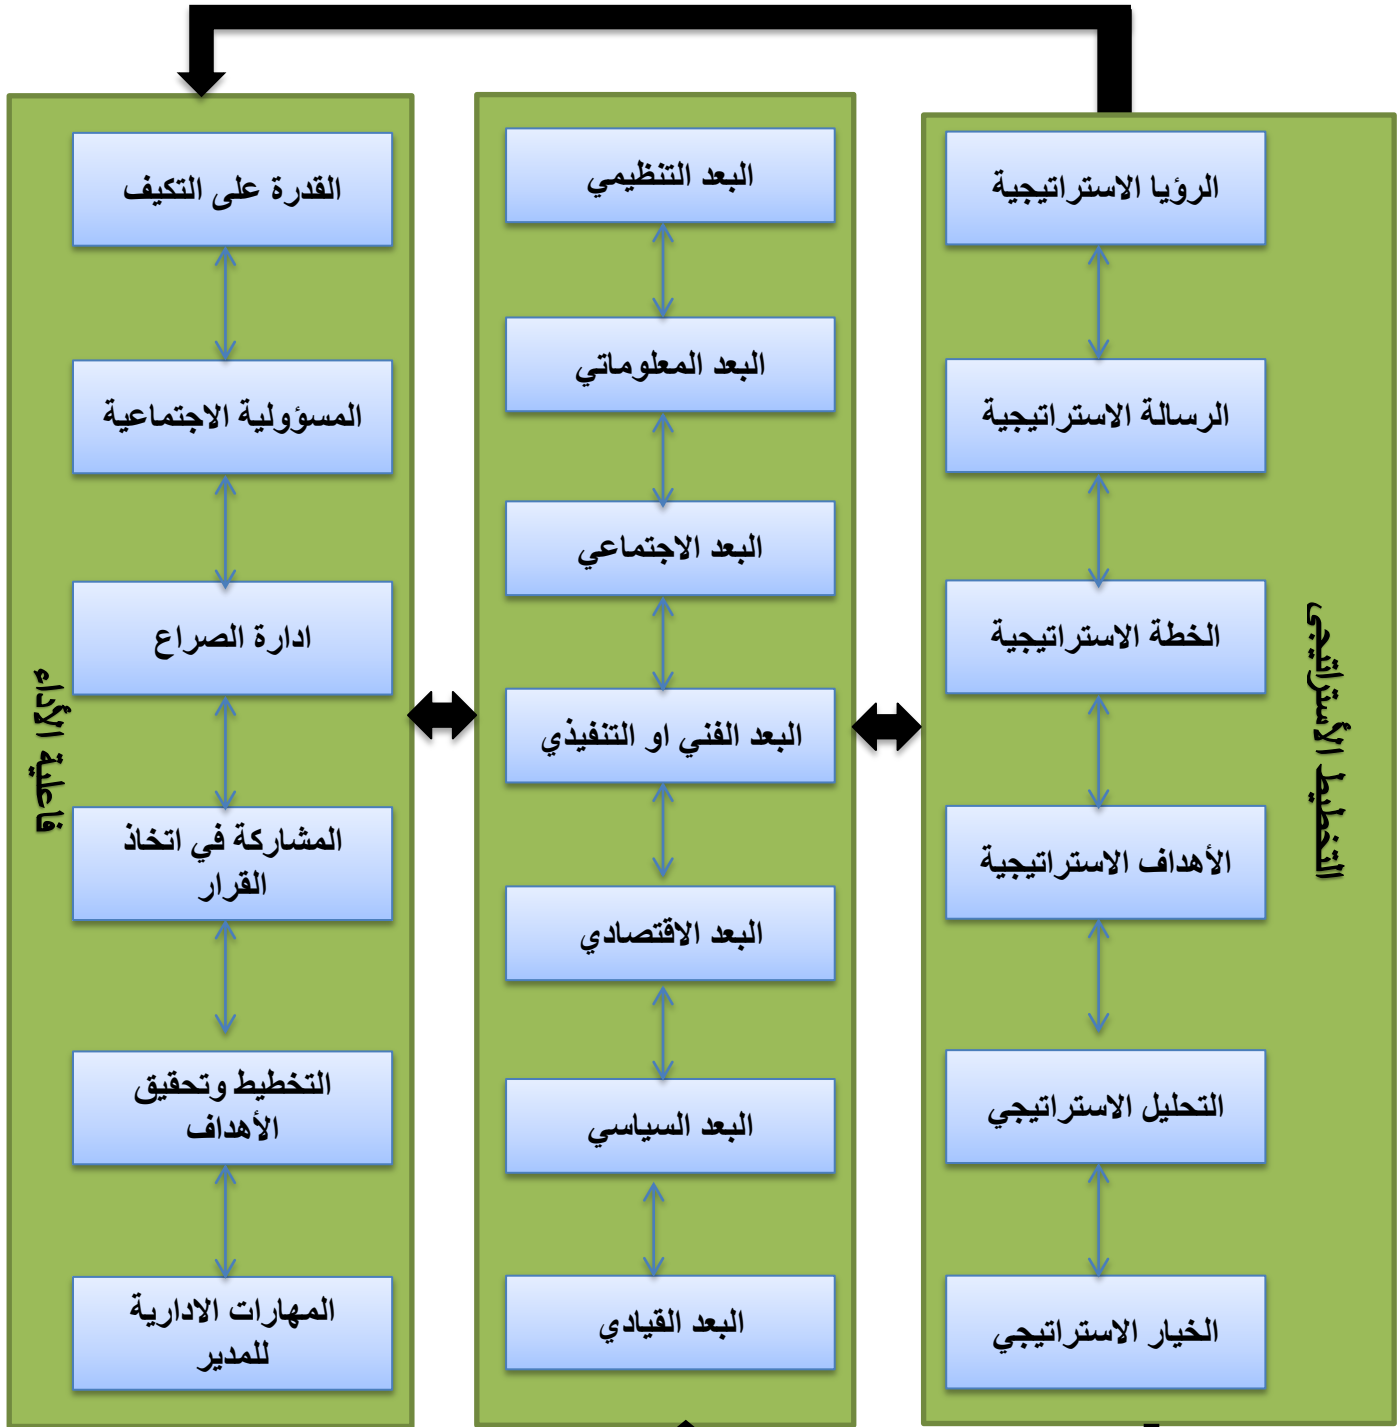 التخطيط الأستراتيجى
الرؤيا الاستراتيجية
الرسالة الاستراتيجية
الخطة الاستراتيجية
الأهداف الاستراتيجية
التحليل الاستراتيجي
الخيار الاستراتيجي
البعد التنظيمي
البعد المعلوماتي
البعد الاجتماعي
البعد الفني او التنفيذي
البعد الاقتصادي
البعد السياسي
البعد القيادي
القدرة على التكيف
المسؤولية الاجتماعية
ادارة الصراع
المشاركة في اتخاذ
القرار
التخطيط وتحقيق
الأهداف
المهارات الادارية
للمدير
فاعلية الأداء